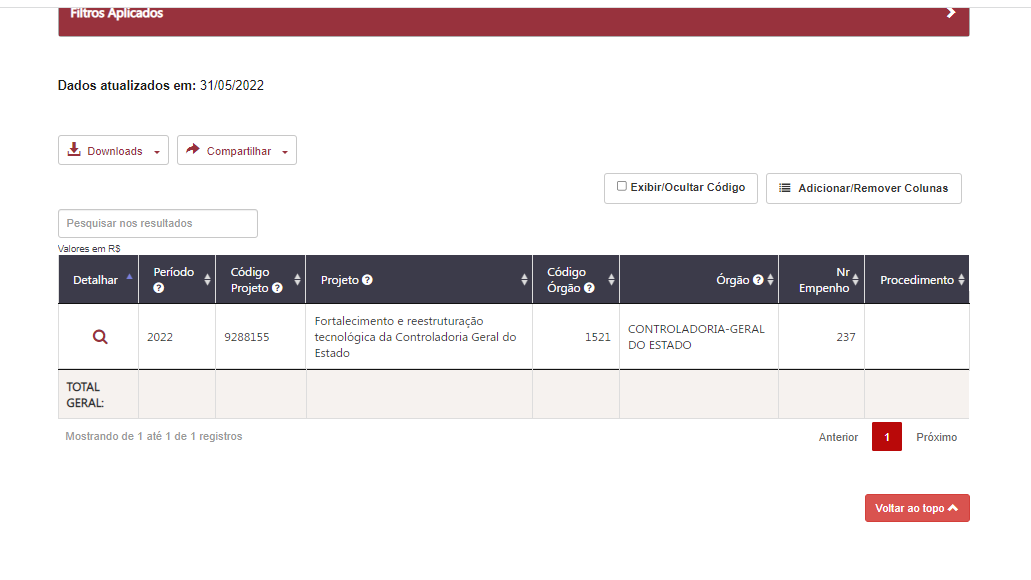 Filtros Aplicados
Dados atualizados em: 31/05/2022
Downloads
Compartilhar
Exibir/Ocultar Código
Adicionar/Remover Colunas
Pesquisar nos resultados
Valores em R$
Detalhar
Período
Código
Projeto
Projeto
Código
Órgão
Órgão
Nr
Empenho
Procedimento
2022
9288155
Fortalecimento e reestruturação
tecnológica da Controladoria Geral do
Estado
1521
CONTROLADORIA-GERAL
DO ESTADO
237
TOTAL
GERAL:
Mostrando de 1 até 1 de 1 registros
Anterior
1
Próximo
Voltar ao topo